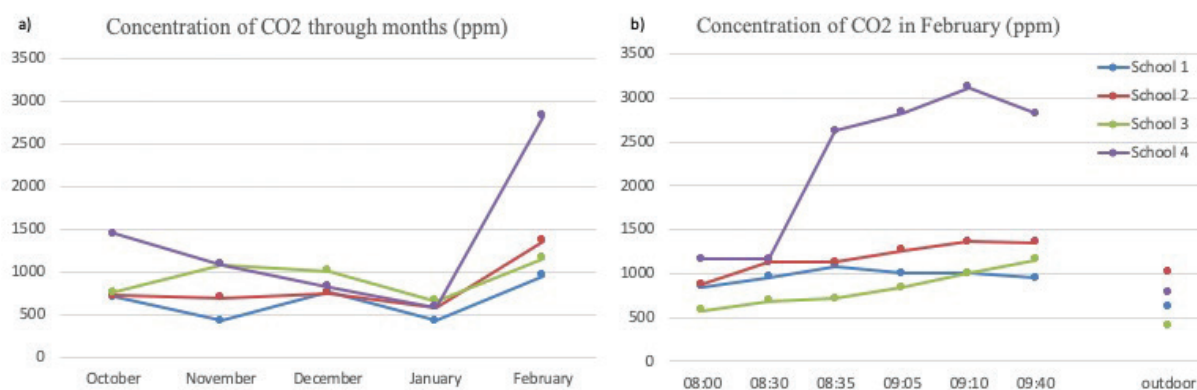 a)
Concentration of CO2 through months (ppm)
3500
3000
2500
2000
1500
1000
500
0
October November December January February
b)
Concentration of CO2 in February (ppm)
3500
3000
2500
2000
1500
1000
500
0
08:00 08:30 08:35 09:05 09:10 09:40 outdoor
School 1
School 2
School 3
School 4